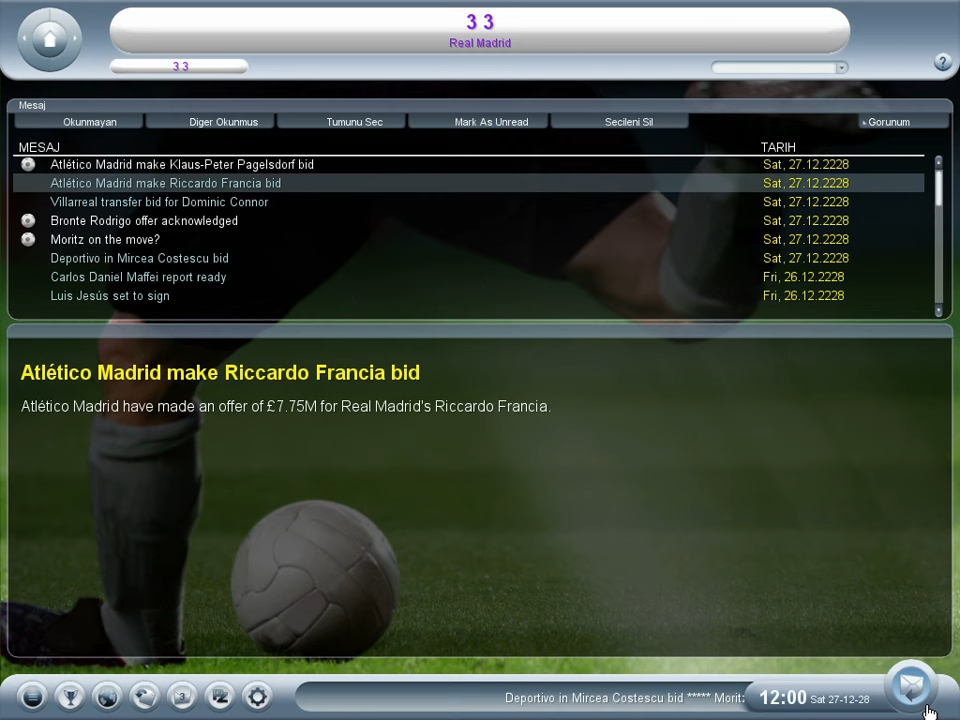 3 3
Real Madrid
3 3
?
Mesaj
Okunmayan Diger Okunmus Tumunu Sec Mark As Unread Secileni Sil Gorunum
MESAJ TARIH
Atlético Madrid make Klaus-Peter Pagelsdorf bid Sat, 27.12.2228
Atlético Madrid make Riccardo Francia bid Sat, 27.12.2228
Villarreal transfer bid for Dominic Connor Sat, 27.12.2228
Bronte Rodrigo offer acknowledged Sat, 27.12.2228
Moritz on the move? Sat, 27.12.2228
Deportivo in Mircea Costescu bid Sat, 27.12.2228
Carlos Daniel Maffei report ready Fri, 26.12.2228
Luis Jesús set to sign Fri, 26.12.2228
Atlético Madrid make Riccardo Francia bid
Atlético Madrid have made an offer of £7.75M for Real Madrid's Riccardo Francia.
Deportivo in Mircea Costescu bid ***** Morit: 12:00 Sat 27-12-28